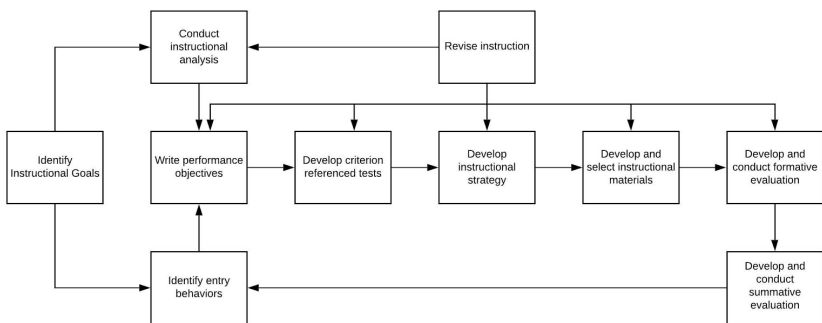 Conduct
instructional
analysis
Revise instruction
Identify
Instructional Goals
Write performance
objectives
Develop criterion
referenced tests
Develop
instructional
strategy
Develop and
select instructional
materials
Develop and
conduct formative
evaluation
Identify entry
behaviors
Develop and
conduct
summative
evaluation